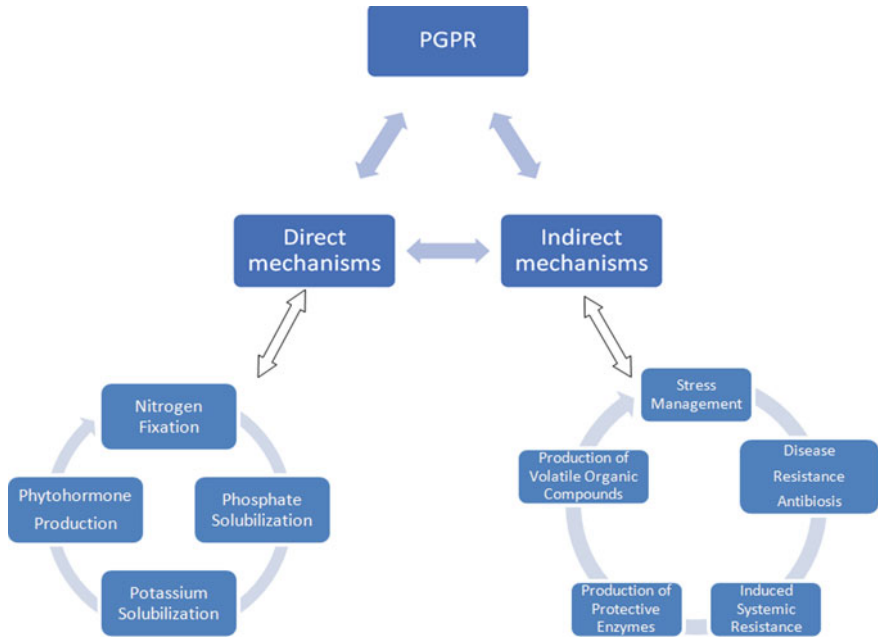 PGPR
Direct
mechanisms
Indirect
mechanisms
Nitrogen
Fixation
Phosphate
Solubilization
Potassium
Solubilization
Phytohormone
Production
Stress
Management
Disease
Resistance
Antibiosis
Induced
Systemic
Resistance
Production of
Protective
Enzymes
Production of
Volatile Organic
Compounds